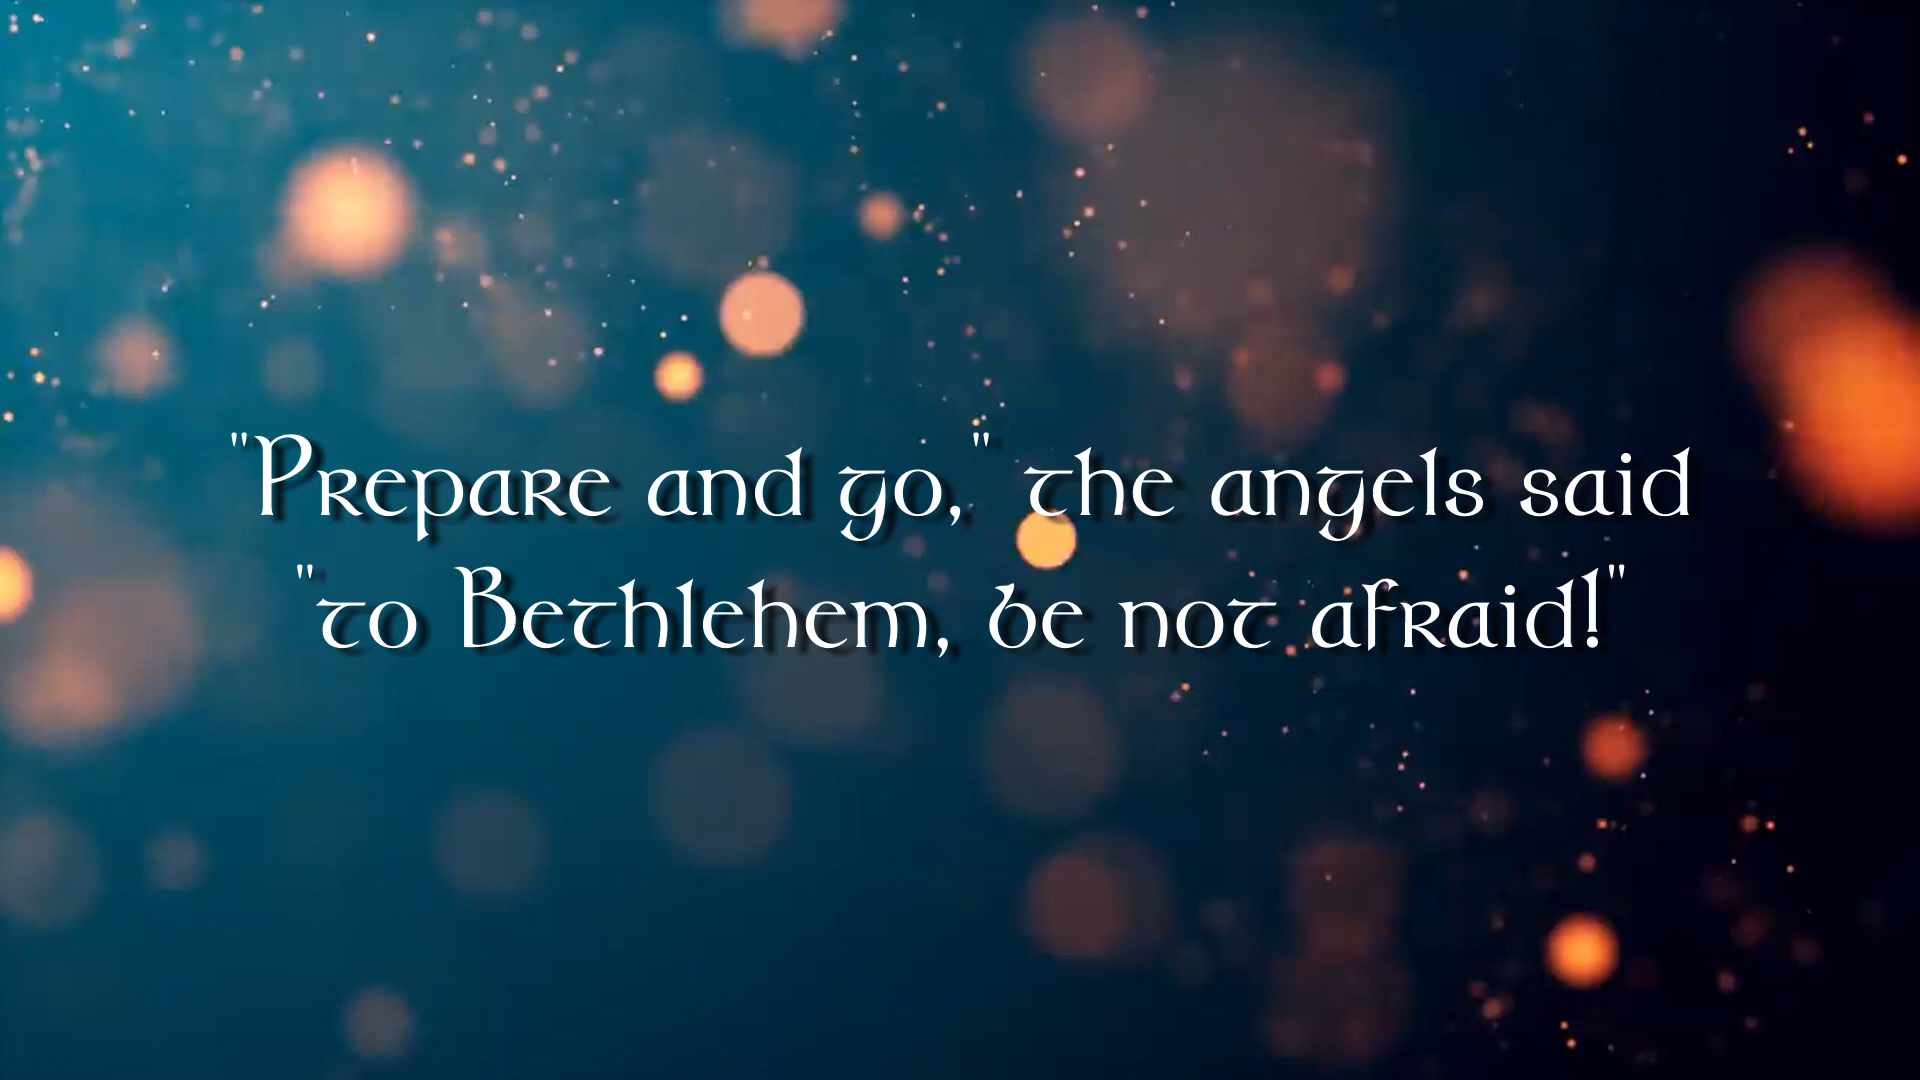 "Prepare and go," the angels said
"to Bethlehem, be not afraid!"